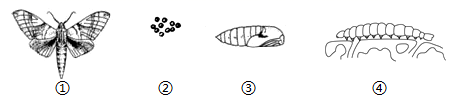 ① ② ③ ④